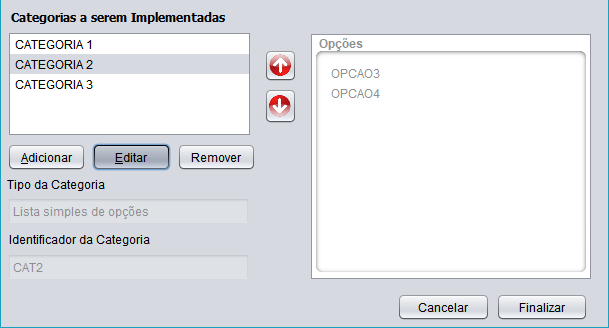 Categorias a serem Implementadas
CATEGORIA 1
CATEGORIA 2
CATEGORIA 3
Adicionar
Editar
Remover
Tipo da Categoria
Lista simples de opções
Identificador da Categoria
CAT2
Opções
OPCAO3
OPCAO4
Cancelar
Finalizar